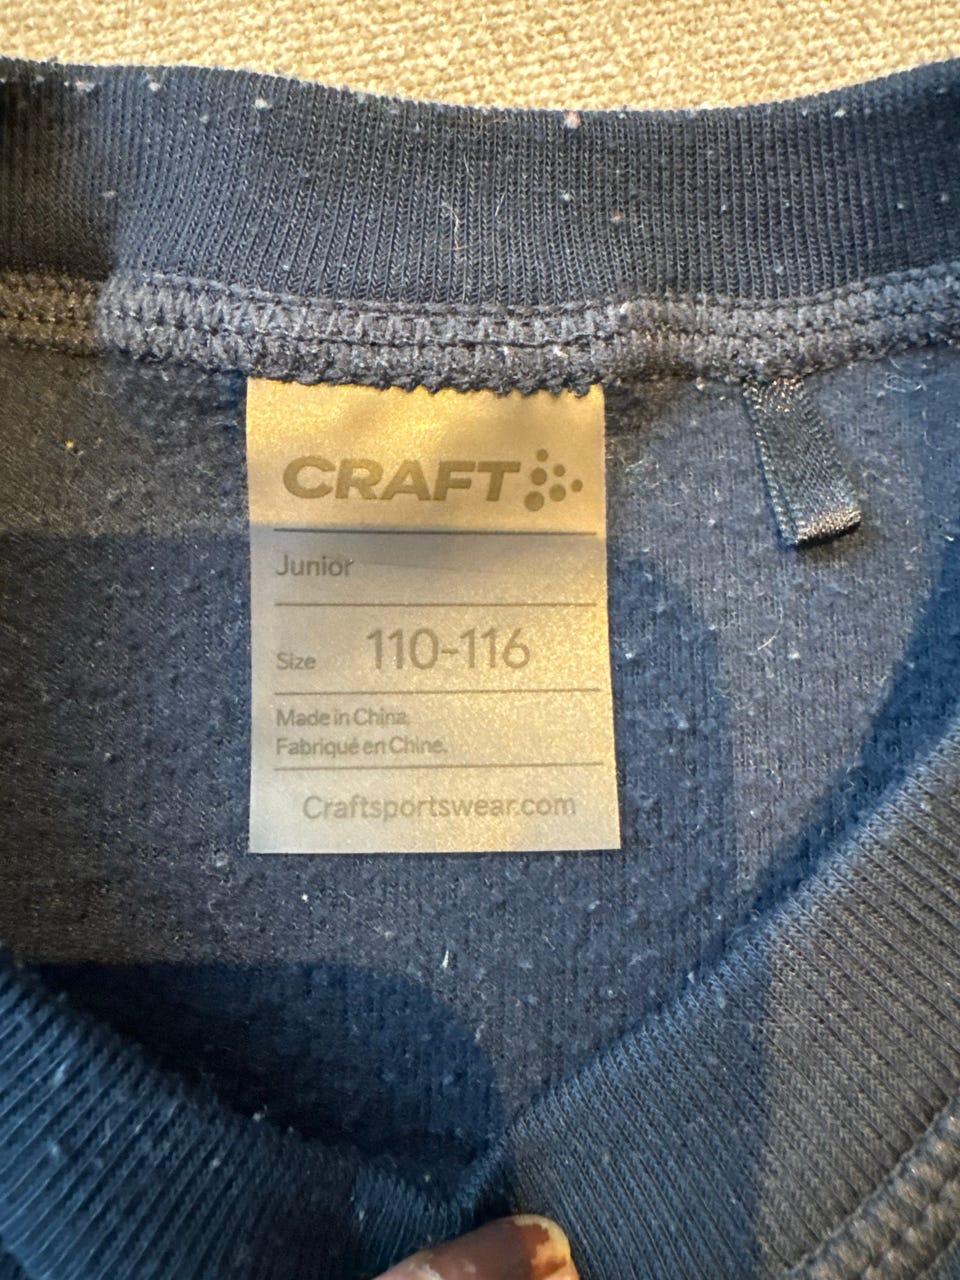 CRAFT
Junior
Size 110-116
Made in China.
Fabriqué en Chine.
Craftsportswear.com